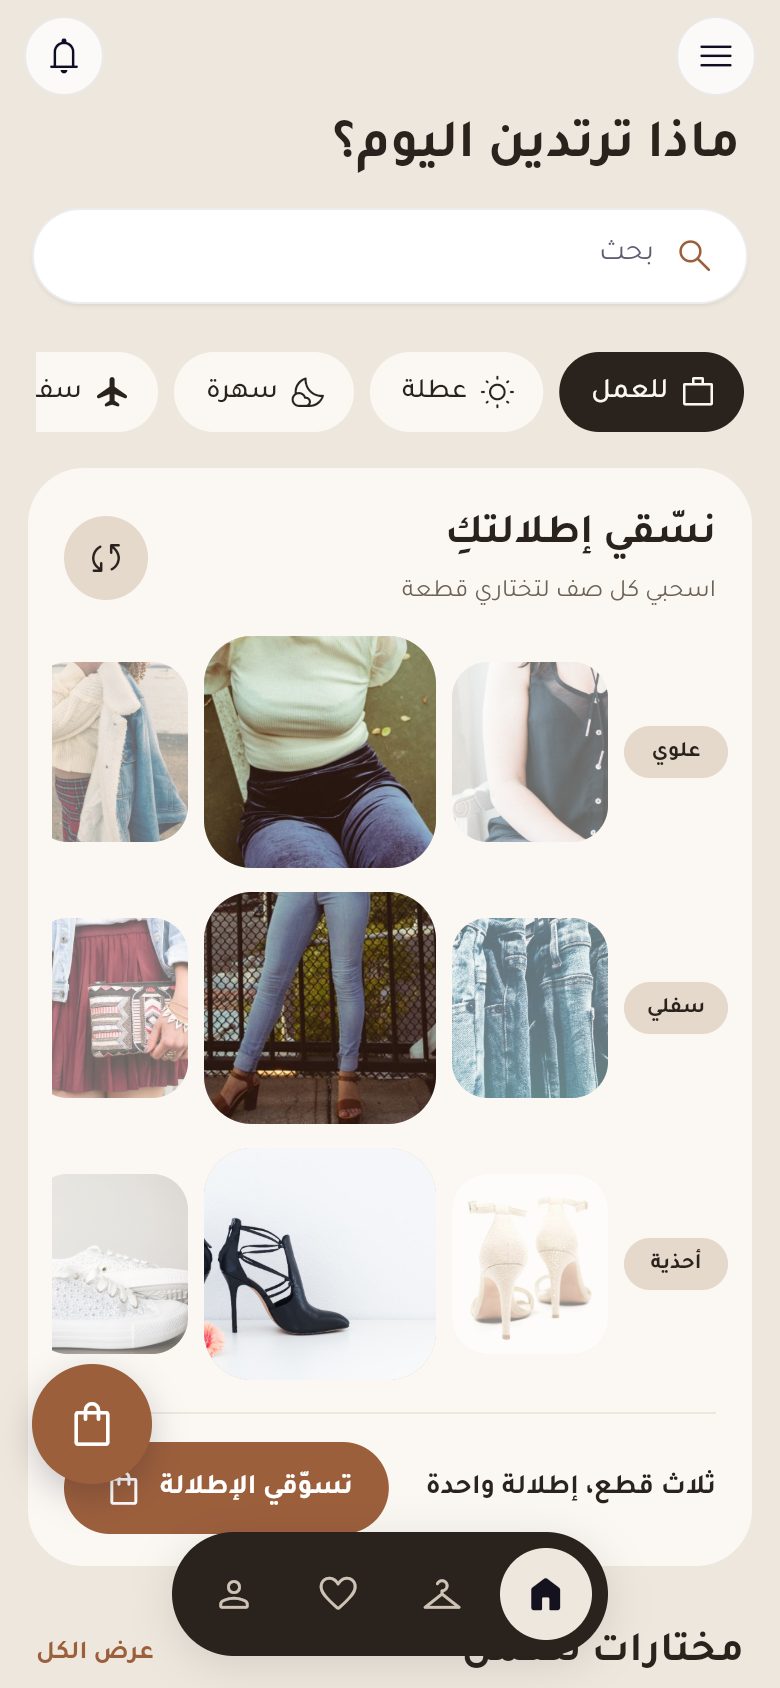 ماذا ترتدين اليوم؟
بحث
للعمل
عطلة
سهرة
نسّقي إطلالتكِ
اسحبي كل صف لتختاري قطعة
علوي
سفلي
أحذية
ثلاث قطع، إطلالة واحدة
تسوّقي الإطلالة
مختارات
عرض الكل